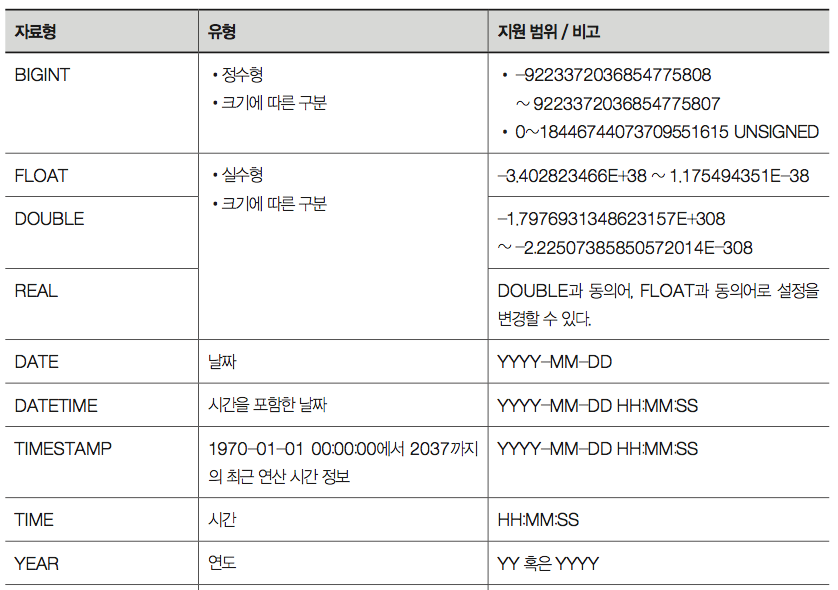 자료형 유형 지원 범위 / 비고
BIGINT •정수형 • -9223372036854775808
•크기에 따른 구분 ~ 9223372036854775807
• 0~18446744073709551615 UNSIGNED
FLOAT •실수형 -3.402823466E+38 ~ 1.175494351E-38
•크기에 따른 구분
DOUBLE -1.7976931348623157E+308
~ -2.22507385850572014E-308
REAL DOUBLE과 동의어, FLOAT과 동의어로 설정을
변경할 수 있다.
DATE 날짜 YYYY-MM-DD
DATETIME 시간을 포함한 날짜 YYYY-MM-DD HH:MM:SS
TIMESTAMP 1970-01-01 00:00:00에서 2037까지 YYYY-MM-DD HH:MM:SS
의 최근 연산 시간 정보
TIME 시간 HH:MM:SS
YEAR 연도 YY 혹은 YYYY